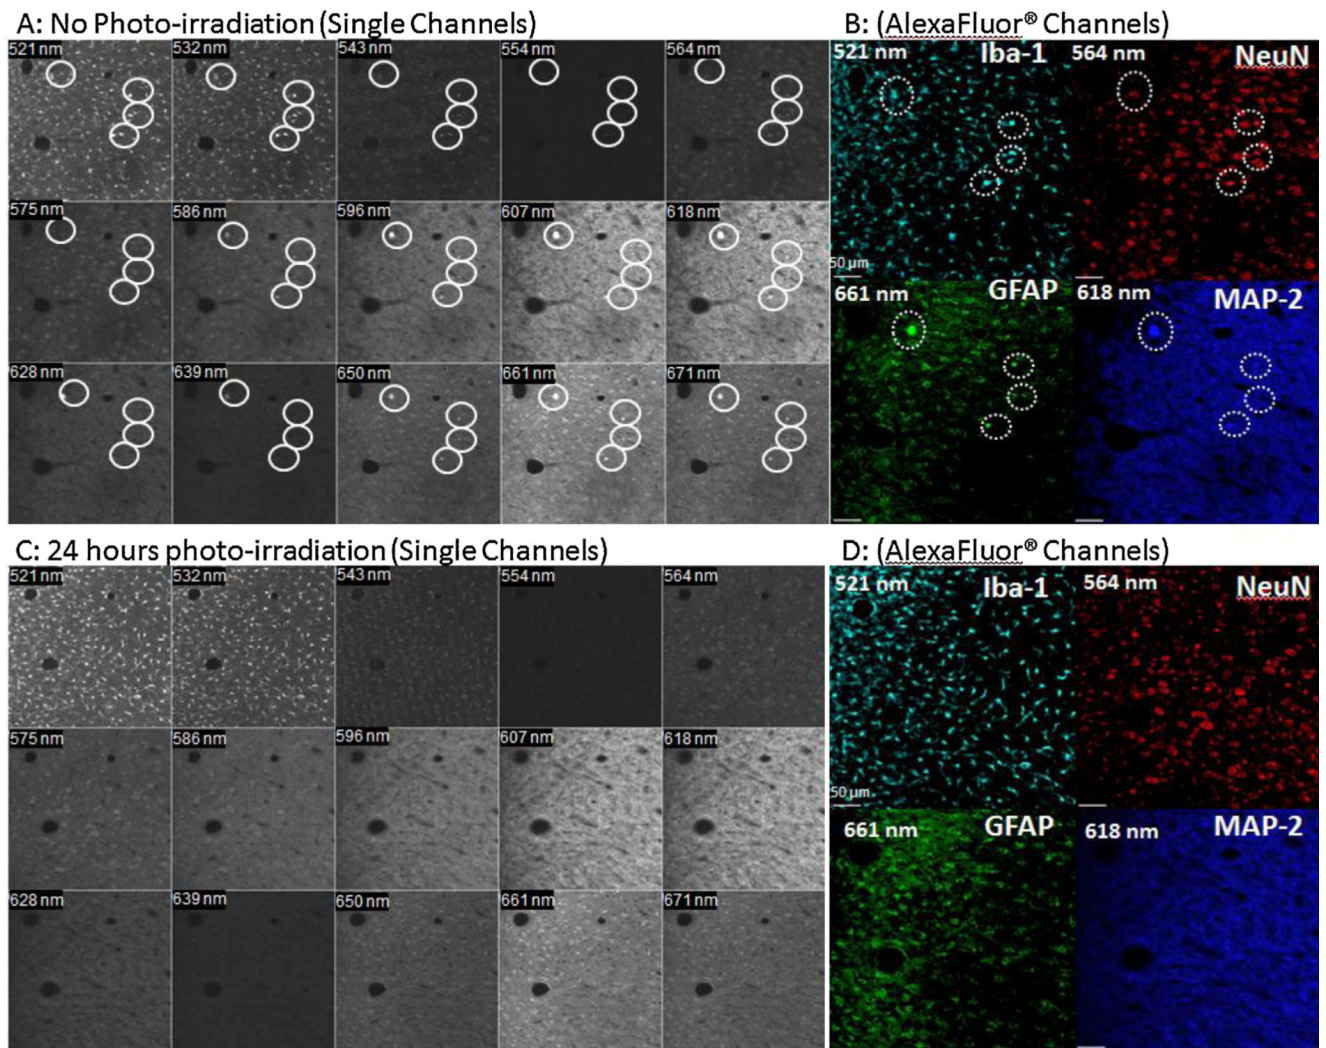 A: No Photo-irradiation (Single Channels)
B: (AlexaFluor® Channels)
521 nm 532 nm 543 nm 554 nm 564 nm
521 nm Iba-1 564 nm NeuN
575 nm 586 nm 596 nm 607 nm 618 nm
50 µm
661 nm GFAP 618 nm MAP-2
628 nm 639 nm 650 nm 661 nm 671 nm
C: 24 hours photo-irradiation (Single Channels)
D: (AlexaFluor® Channels)
521 nm 532 nm 543 nm 554 nm 564 nm
521 nm Iba-1 564 nm NeuN
575 nm 586 nm 596 nm 607 nm 618 nm
50 µm
661 nm GFAP 618 nm MAP-2
628 nm 639 nm 650 nm 661 nm 671 nm